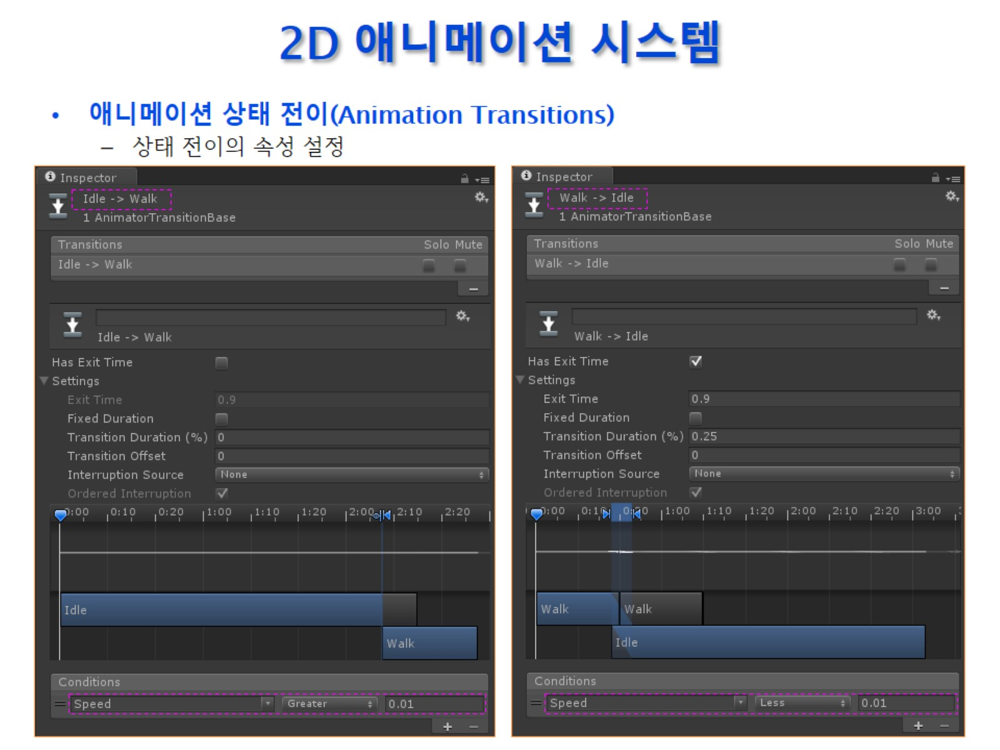 2D 애니메이션 시스템
• 애니메이션 상태 전이(Animation Transitions)
– 상태 전이의 속성 설정
Inspector
Idle -> Walk
1 AnimatorTransitionBase
Transitions Solo Mute
Idle -> Walk
Idle -> Walk
Has Exit Time
Settings
Exit Time 0.9
Fixed Duration
Transition Duration (%) 0
Transition Offset 0
Interruption Source None
Ordered Interruption
0:00 0:10 0:20 1:00 1:10 1:20 2:00 2:10 2:20
Idle
Walk
Conditions
Speed Greater 0.01
Inspector
Walk -> Idle
1 AnimatorTransitionBase
Transitions Solo Mute
Walk -> Idle
Walk -> Idle
Has Exit Time
Settings
Exit Time 0.9
Fixed Duration
Transition Duration (%) 0.25
Transition Offset 0
Interruption Source None
Ordered Interruption
0:00 0:10 0:20 1:00 1:10 1:20 2:00 2:10 2:20 3:00
Walk Walk
Idle
Conditions
Speed Less 0.01